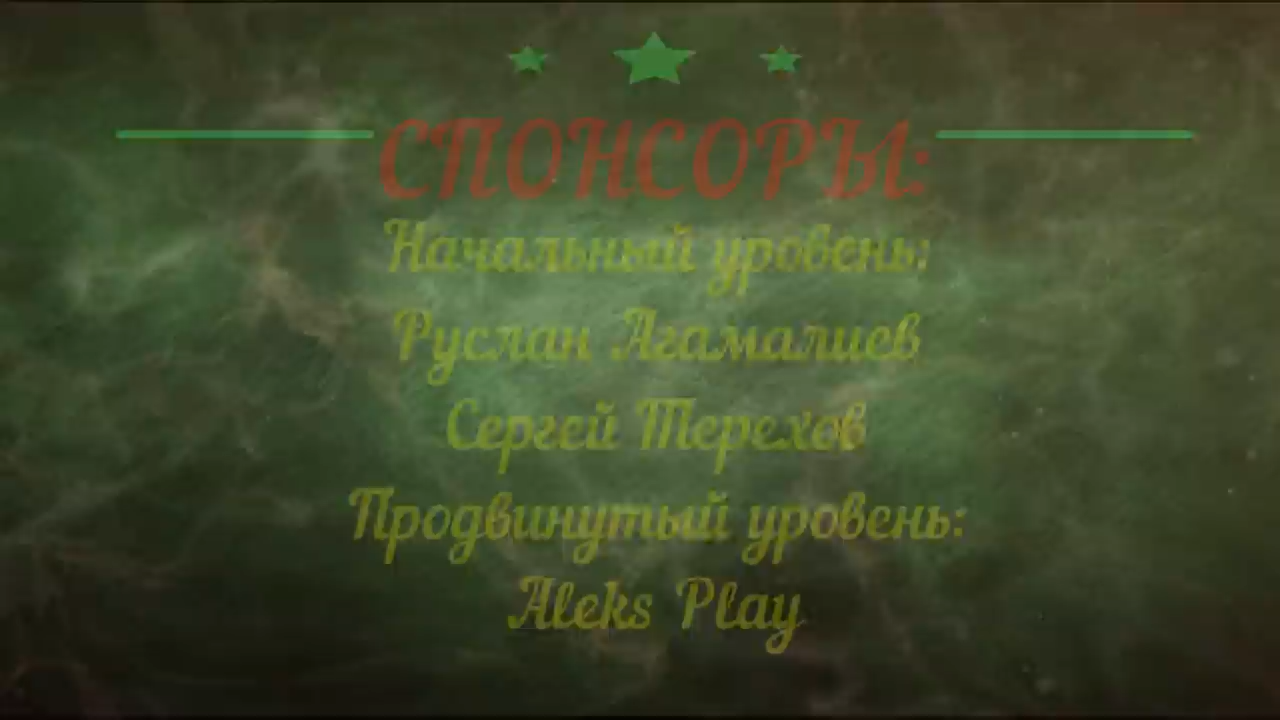 СПОНСОРЫ:
Начальный уровень:
Руслан Агамалиев
Сергей Терехов
Продвинутый уровень:
Aleks Play